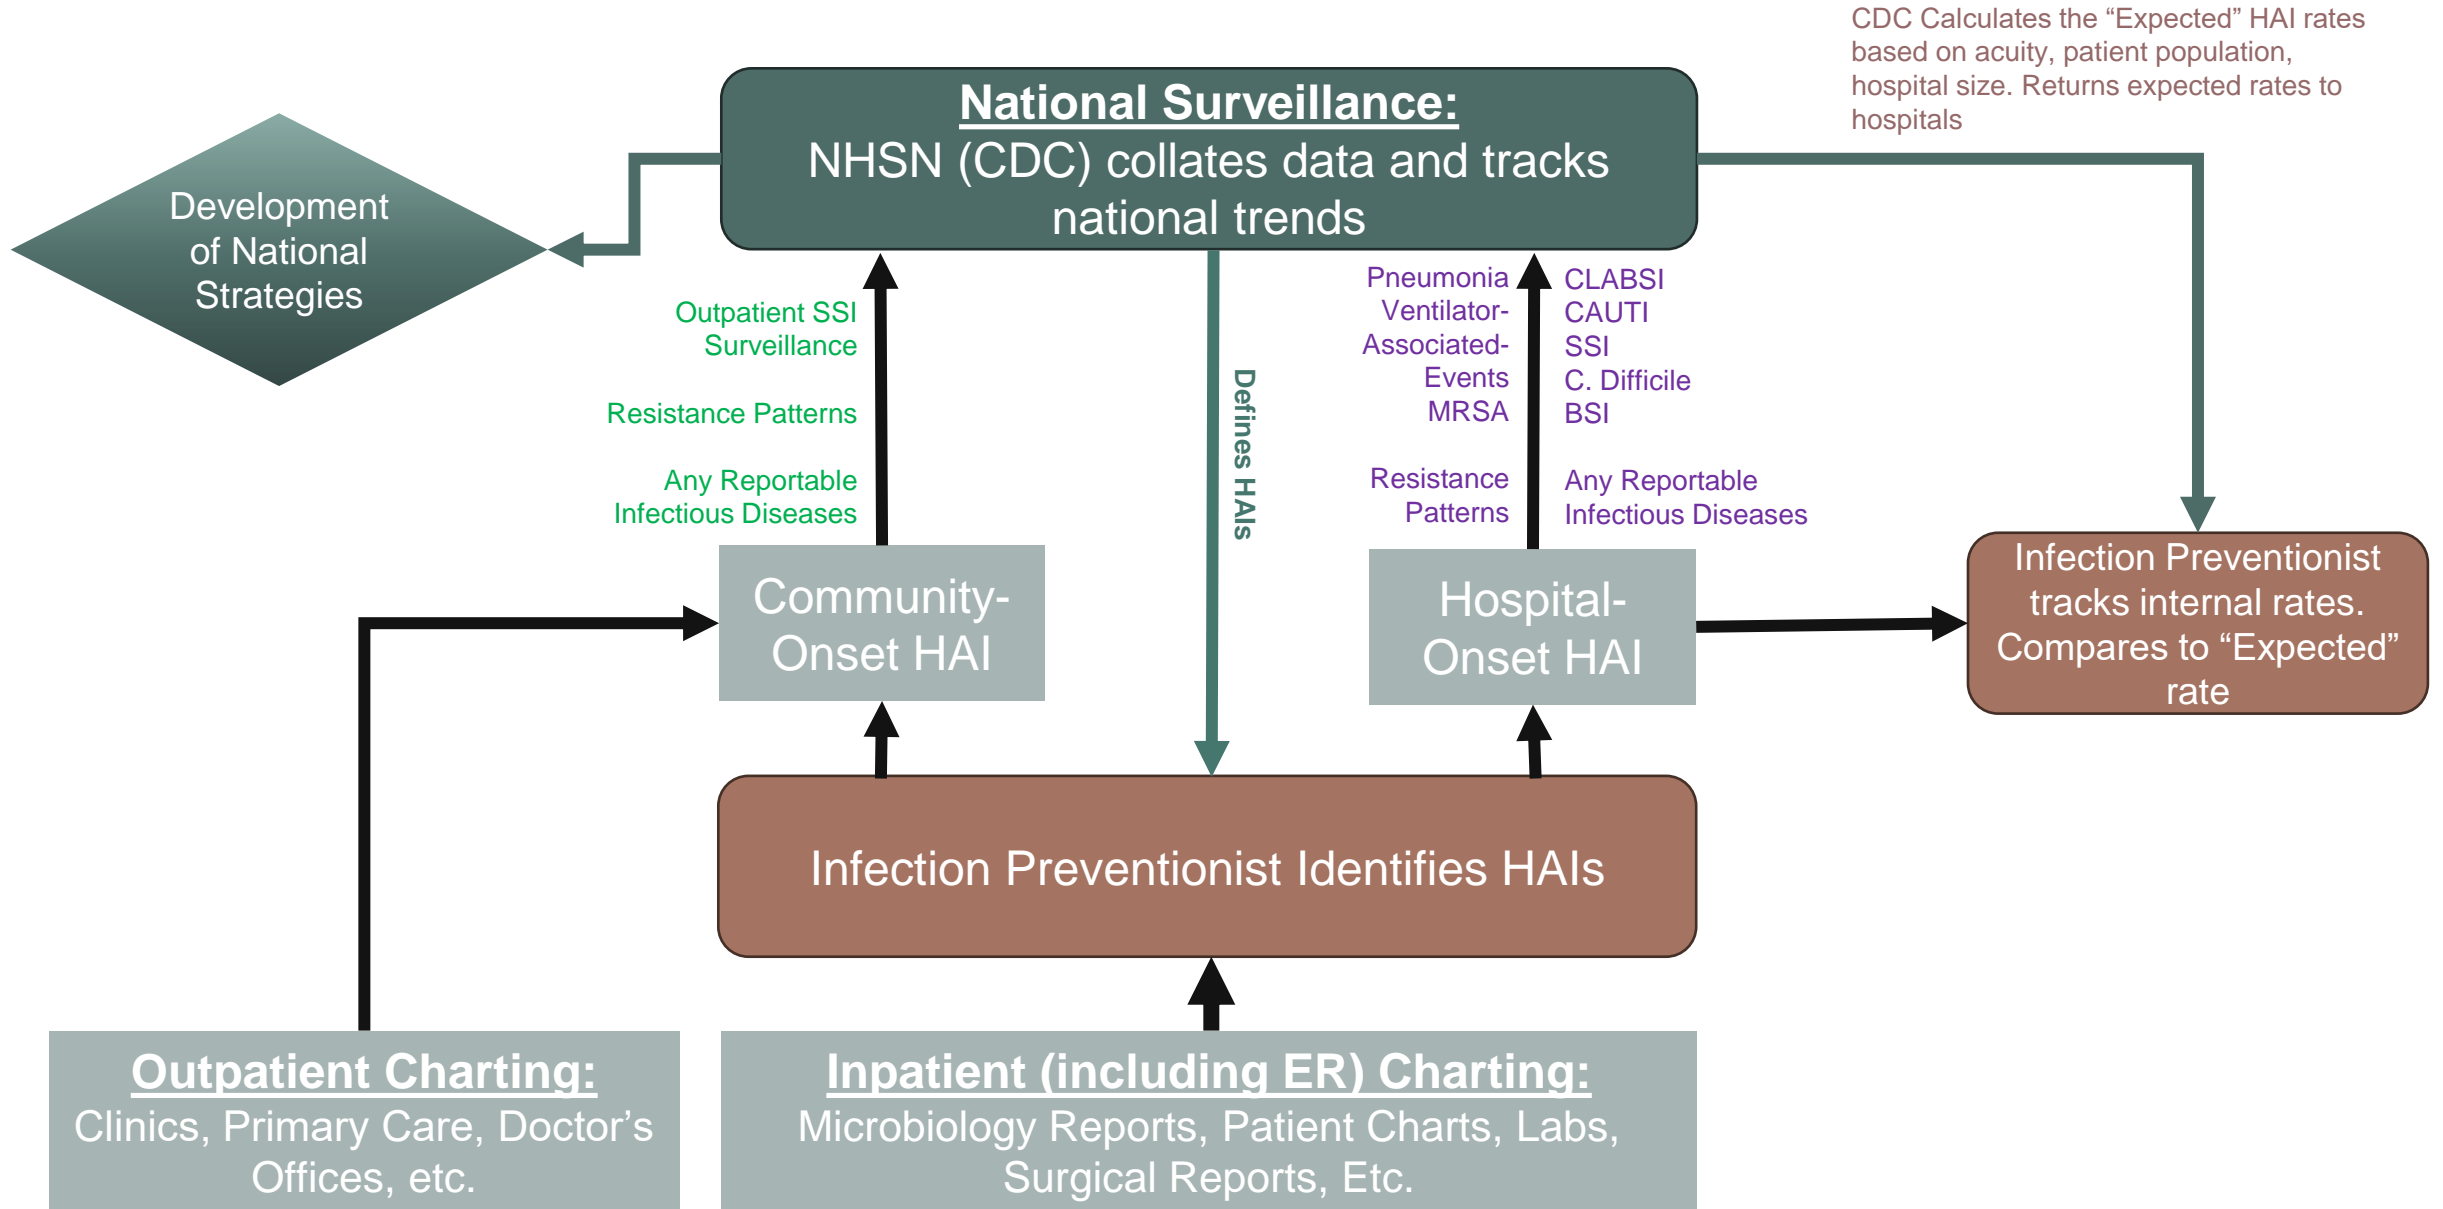 CDC Calculates the “Expected” HAI rates
based on acuity, patient population,
hospital size. Returns expected rates to
hospitals
National Surveillance:
NHSN (CDC) collates data and tracks
national trends
Development
of National
Strategies
Outpatient SSI
Surveillance
Resistance Patterns
Any Reportable
Infectious Diseases
Defines HAIs
Pneumonia
Ventilator-
Associated-
Events
MRSA
Resistance
Patterns
CLABSI
CAUTI
SSI
C. Difficile
BSI
Any Reportable
Infectious Diseases
Community-
Onset HAI
Hospital-
Onset HAI
Infection Preventionist
tracks internal rates.
Compares to “Expected”
rate
Infection Preventionist Identifies HAIs
Outpatient Charting:
Clinics, Primary Care, Doctor’s
Offices, etc.
Inpatient (including ER) Charting:
Microbiology Reports, Patient Charts, Labs,
Surgical Reports, Etc.